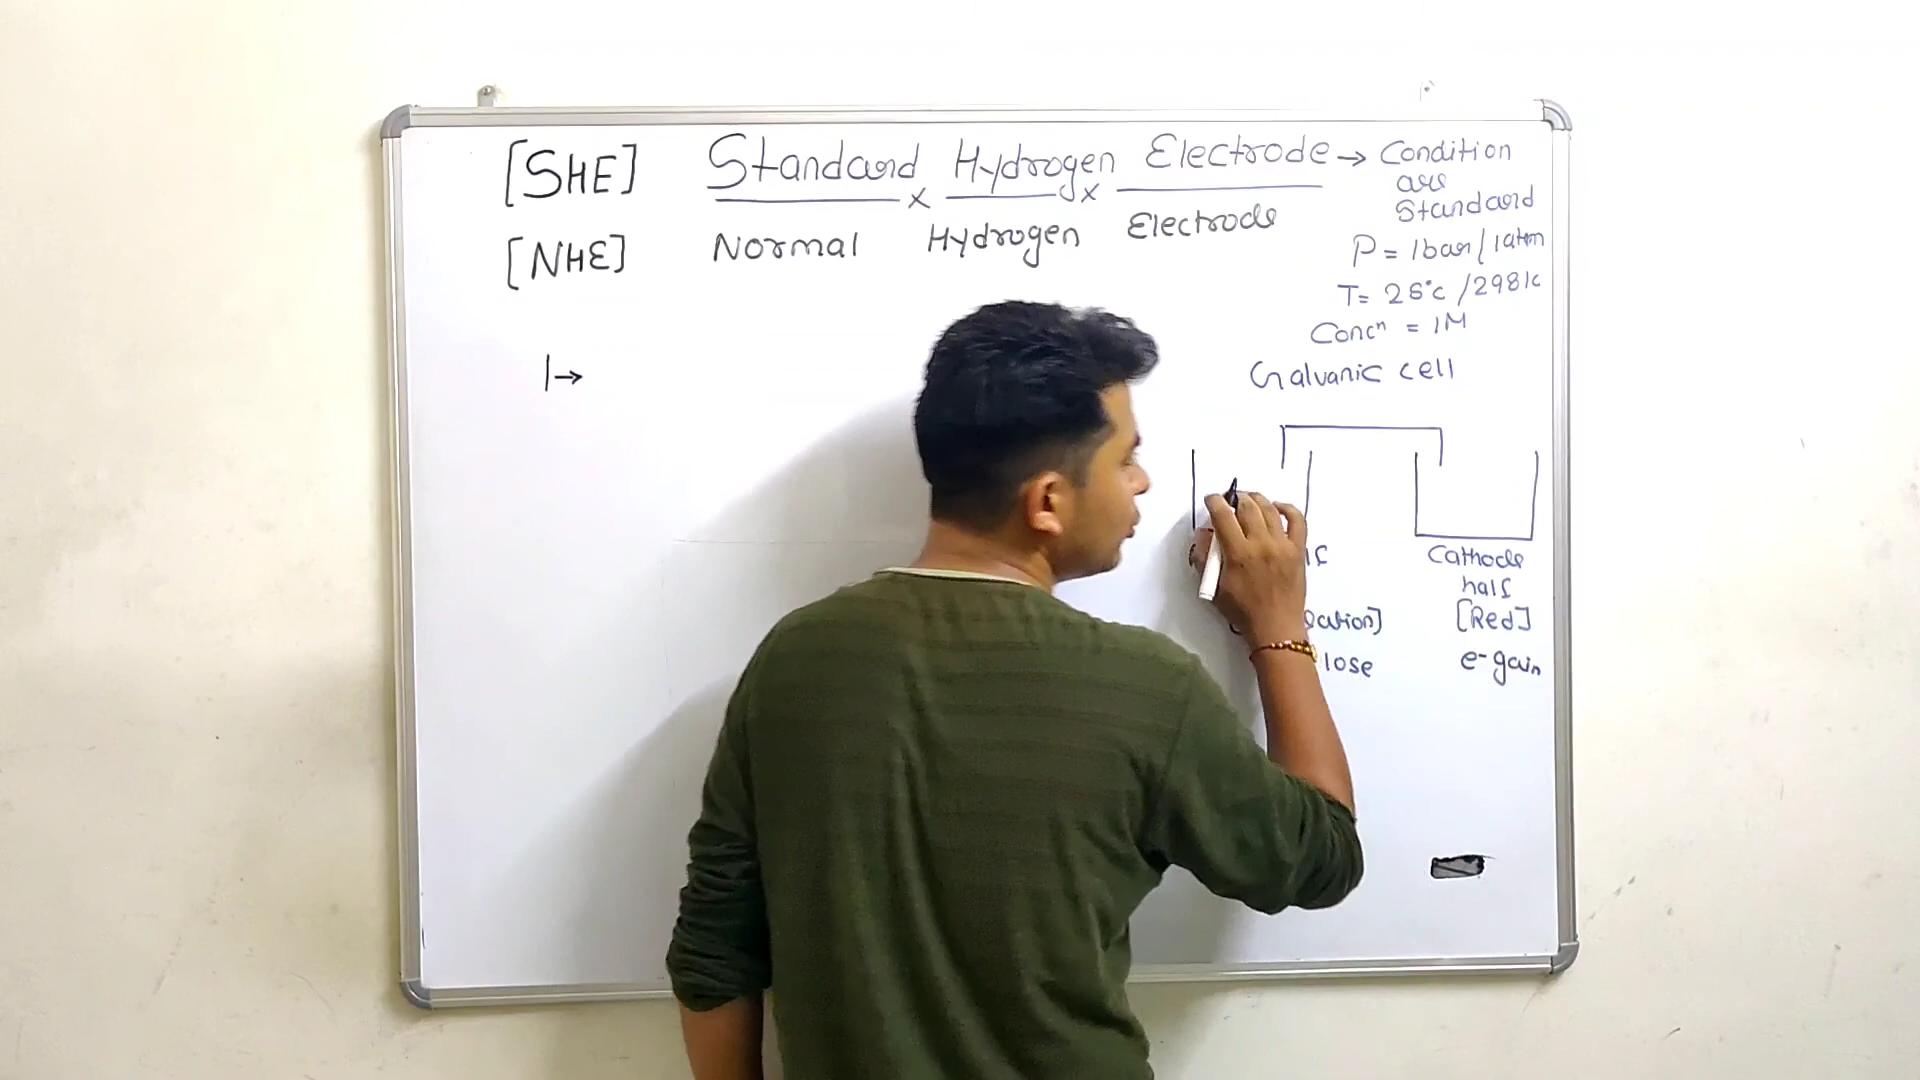 [SHE] Standard Hydrogen Electrode → Condition
are
Standard
[NHE] Normal Hydrogen Electrode
P = 1bar/1atm
T= 25°c /298k
Concⁿ = 1M
Galvanic cell
1→
Cathode
half
[Red]
lose e- gain